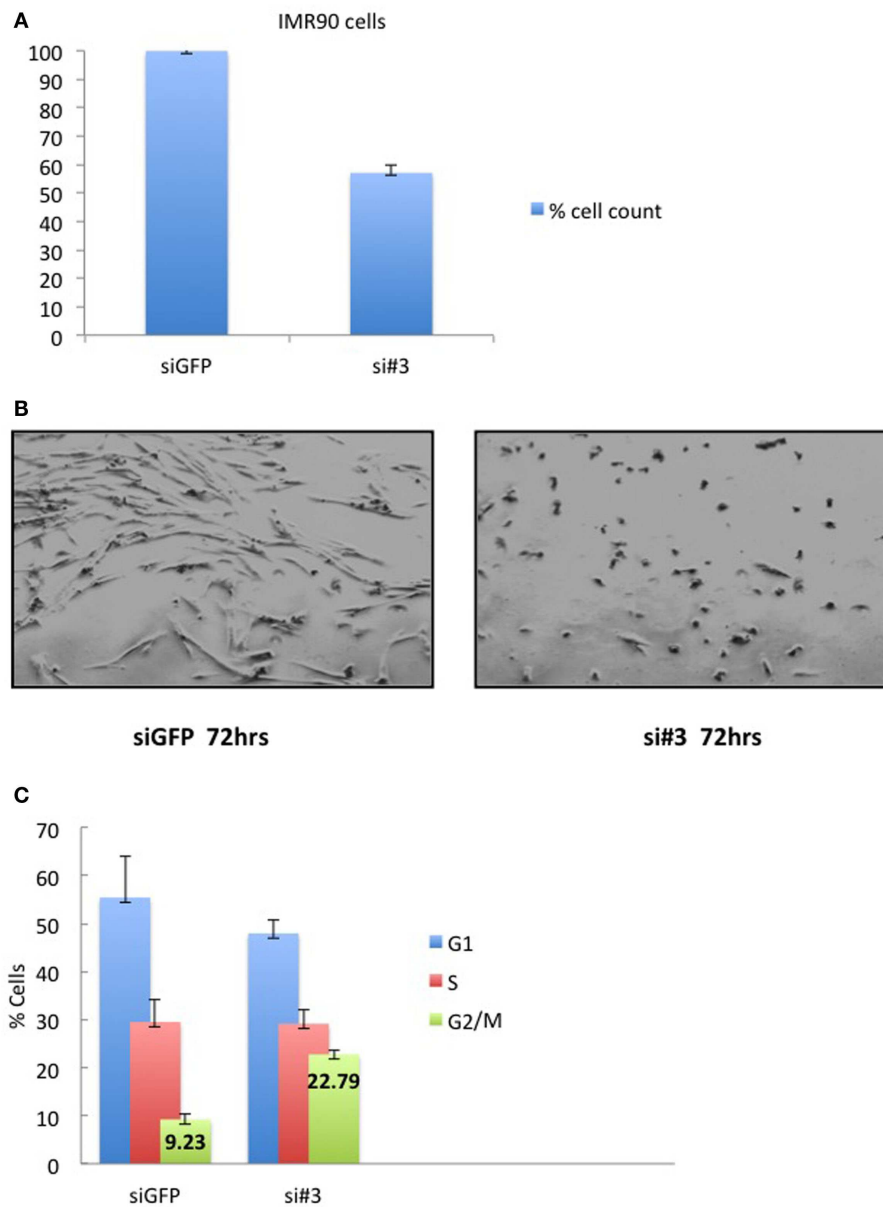 A
IMR90 cells
100
90
80
70
60
50
40
30
20
10
0
siGFP
si#3
% cell count
B
siGFP 72hrs
si#3 72hrs
C
% Cells
70
60
50
40
30
20
10
0
9.23
22.79
siGFP
si#3
G1
S
G2/M